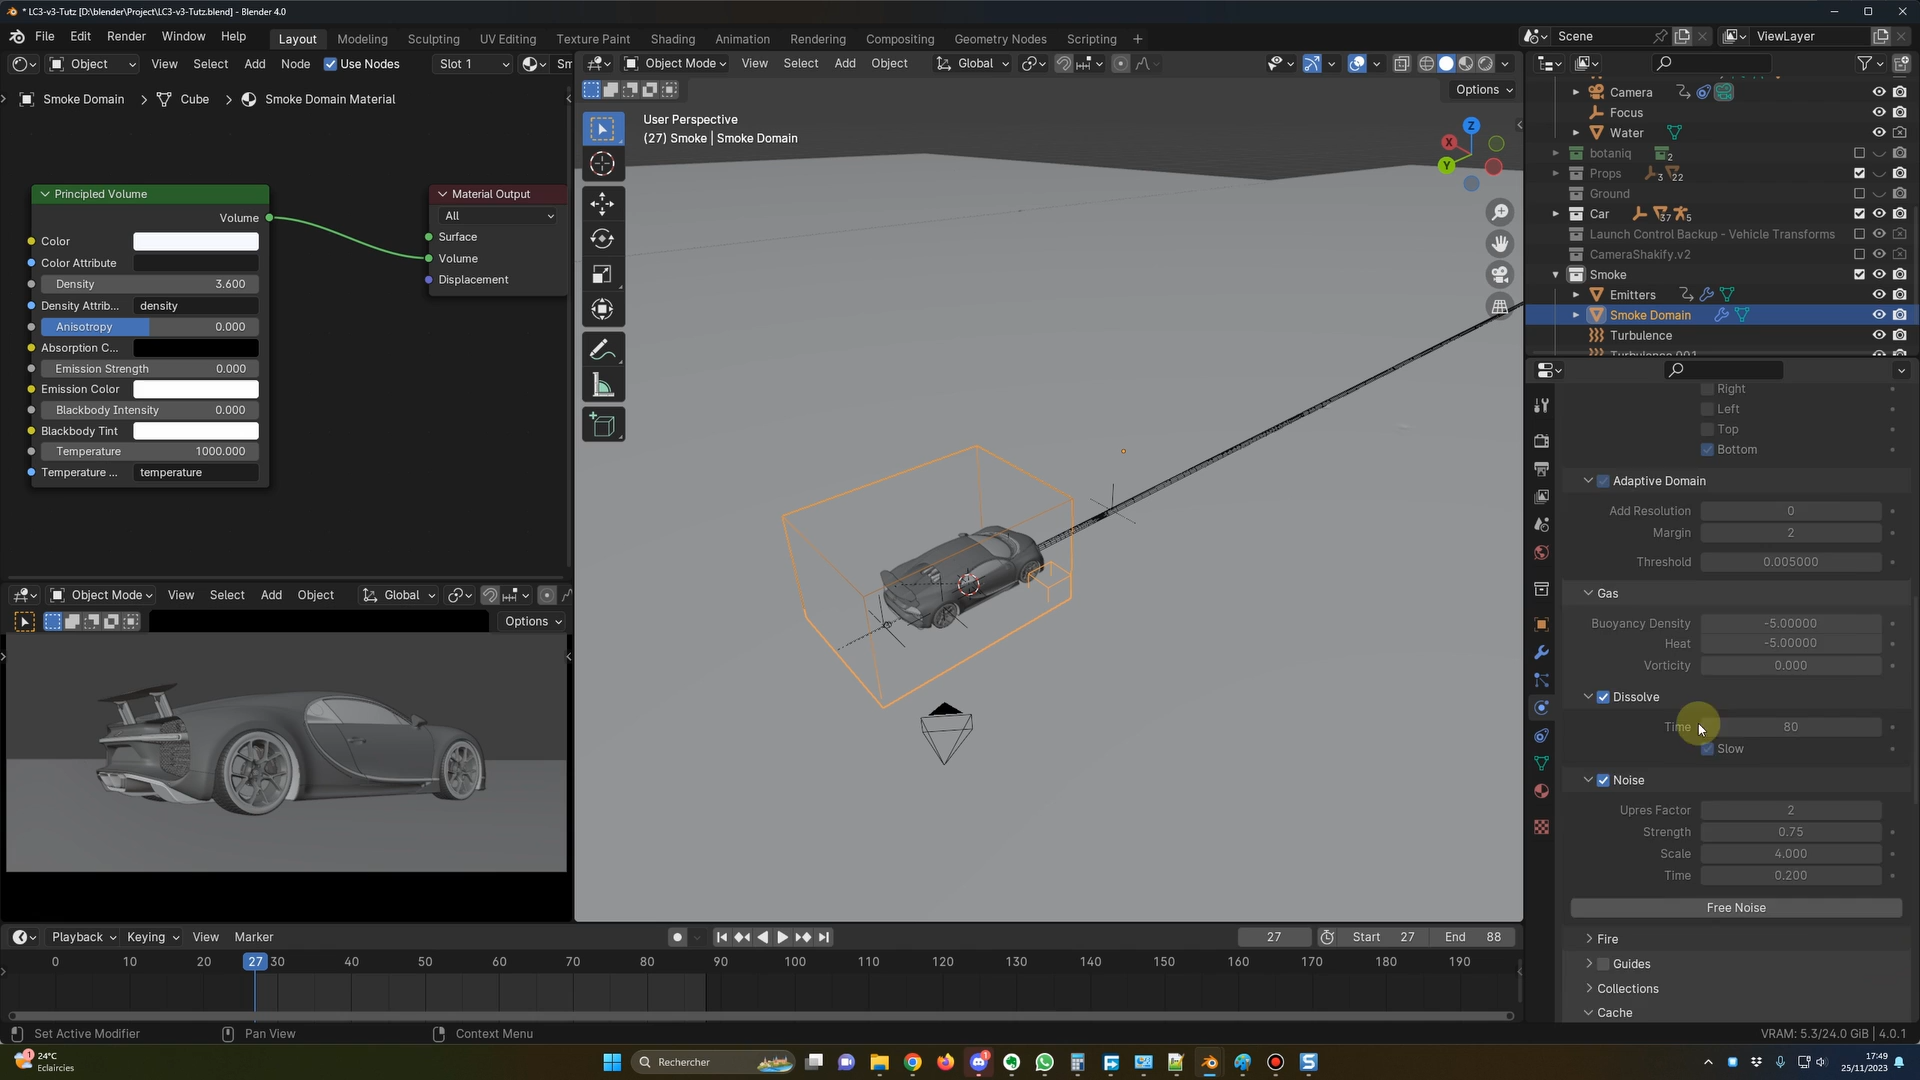 * LC3-v3-Tutz [D:\blender\Project\LC3-v3-Tutz.blend] - Blender 4.0
File Edit Render Window Help Layout Modeling Sculpting UV Editing Texture Paint Shading Animation Rendering Compositing Geometry Nodes Scripting + Scene ViewLayer
Object View Select Add Node Use Nodes Slot 1 Sm
Object Mode View Select Add Object Global
Options
Smoke Domain > Cube > Smoke Domain Material
Principled Volume
Volume
Color
Color Attribute
Density 3.600
Density Attrib... density
Anisotropy 0.000
Absorption C...
Emission Strength 0.000
Emission Color
Blackbody Intensity 0.000
Blackbody Tint
Temperature 1000.000
Temperature ... temperature
Material Output
All
Surface
Volume
Displacement
User Perspective
(27) Smoke | Smoke Domain
Z
X
Y
Camera
Focus
Water
botaniq 2
Props 3 22
Ground
Car 37 5
Launch Control Backup - Vehicle Transforms
CameraShakify.v2
Smoke
Emitters
Smoke Domain
Turbulence
Turbulence.001
Right
Left
Top
Bottom
Adaptive Domain
Add Resolution 0
Margin 2
Threshold 0.005000
Gas
Buoyancy Density -5.00000
Heat -5.00000
Vorticity 0.000
Dissolve
Time 80
Slow
Noise
Upres Factor 2
Strength 0.75
Scale 4.000
Time 0.200
Free Noise
Fire
Guides
Collections
Cache
Object Mode View Select Add Object Global
Options
Playback Keying View Marker 27 Start 27 End 88
0 10 20 27 30 40 50 60 70 80 90 100 110 120 130 140 150 160 170 180 190
Set Active Modifier Pan View Context Menu VRAM: 5.3/24.0 GiB | 4.0.1
1 24°C
Eclaircies
Rechercher
1
17:49
25/11/2023